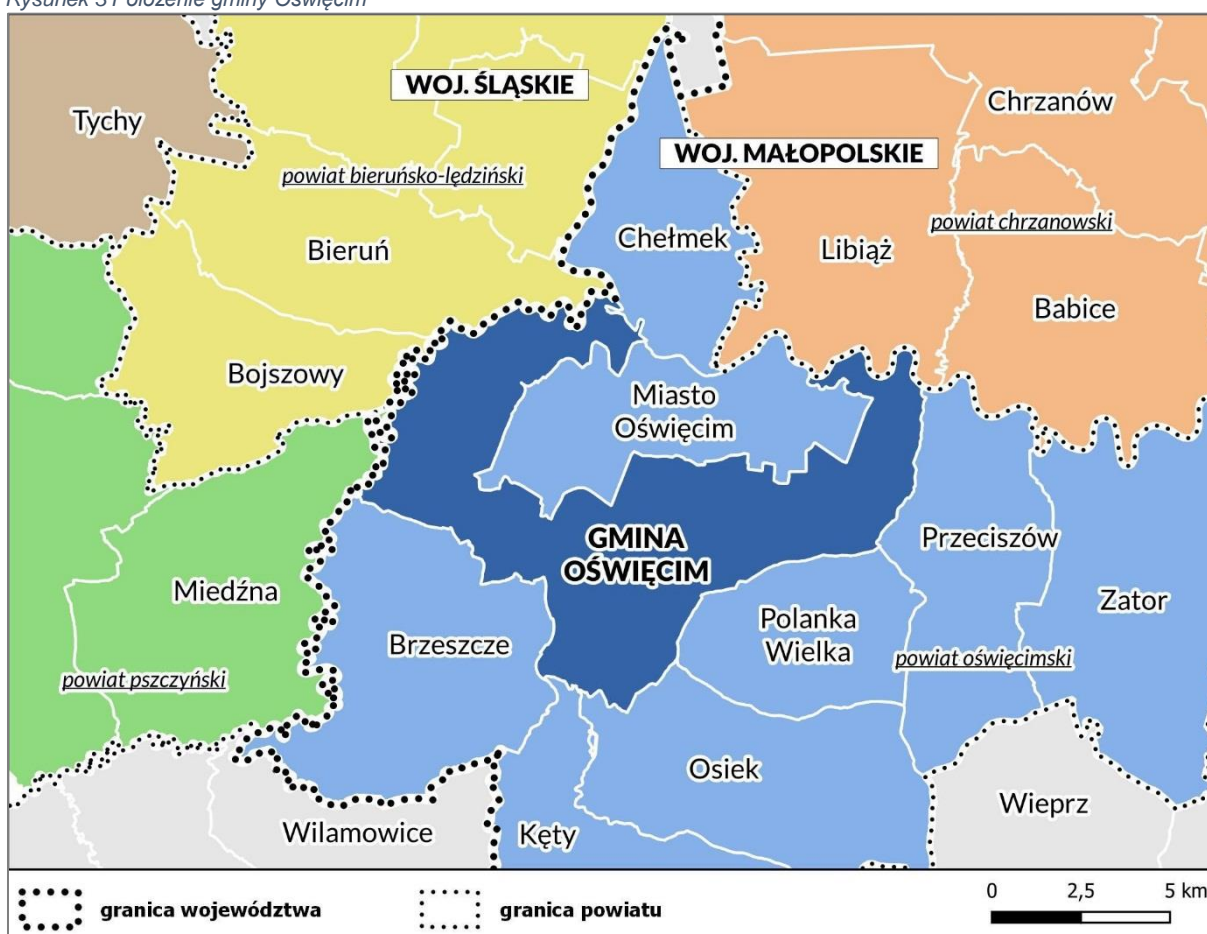 Rysunek 31 Położenie gminy Oświęcim
WOJ. ŚLĄSKIE
Tychy
Chrzanów
WOJ. MAŁOPOLSKIE
powiat bieruńsko-lędziński
powiat chrzanowski
Chełmek
Bieruń
Libiąż
Babice
Bojszowy
Miasto
Oświęcim
GMINA
OŚWIĘCIM
Przeciszów
Miedźna
Zator
Brzeszcze
Polanka
Wielka
powiat oświęcimski
powiat pszczyński
Osiek
Wieprz
Wilamowice
Kęty
granica województwa
granica powiatu
0 2,5 5 km